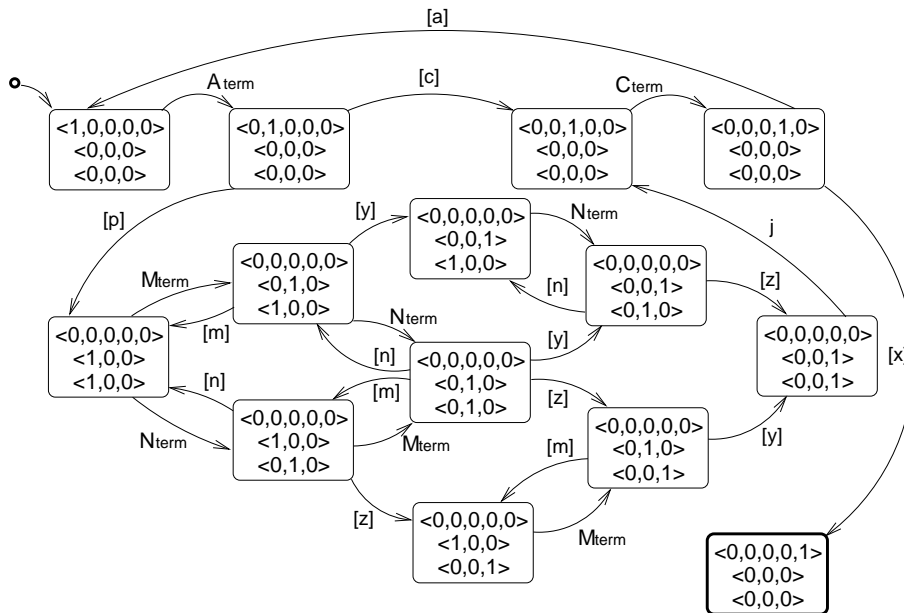 [a]
A term
[c]
C term
<1,0,0,0,0>
<0,0,0>
<0,0,0>
<0,1,0,0,0>
<0,0,0>
<0,0,0>
<0,0,1,0,0>
<0,0,0>
<0,0,0>
<0,0,0,1,0>
<0,0,0>
<0,0,0>
[p]
[y]
<0,0,0,0,0>
<0,0,1>
<1,0,0>
N term
j
M term
<0,0,0,0,0>
<0,1,0>
<1,0,0>
[n]
<0,0,0,0,0>
<0,0,1>
<0,1,0>
[z]
[m]
N term
<0,0,0,0,0>
<1,0,0>
<1,0,0>
[n]
[y]
<0,0,0,0,0>
<0,0,1>
<0,0,1>
[x]
<0,0,0,0,0>
<0,1,0>
<0,1,0>
[n]
[m]
[z]
<0,0,0,0,0>
<1,0,0>
<0,1,0>
N term
M term
[m]
<0,0,0,0,0>
<0,1,0>
<0,0,1>
[y]
[z]
<0,0,0,0,0>
<1,0,0>
<0,0,1>
M term
<0,0,0,0,1>
<0,0,0>
<0,0,0>